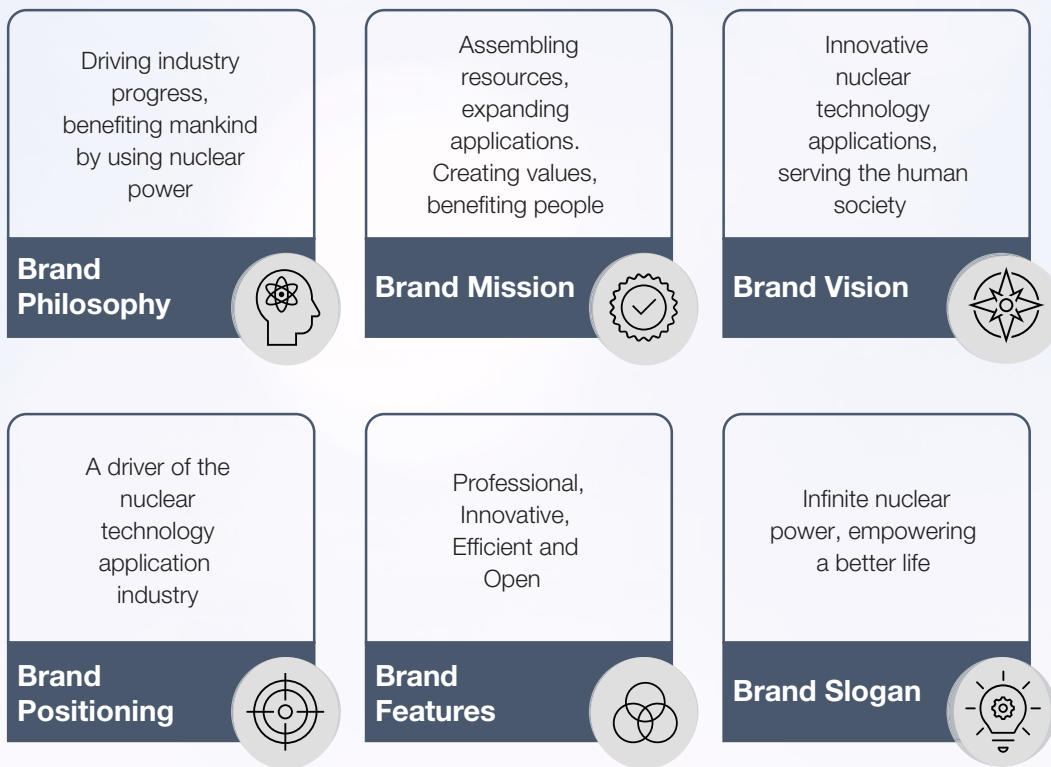 Driving industry
progress,
benefiting mankind
by using nuclear
power
Brand
Philosophy
Assembling
resources,
expanding
applications.
Creating values,
benefiting people
Brand Mission
Innovative
nuclear
technology
applications,
serving the human
society
Brand Vision
A driver of the
nuclear
technology
application
industry
Brand
Positioning
Professional,
Innovative,
Efficient and
Open
Brand
Features
Infinite nuclear
power, empowering
a better life
Brand Slogan